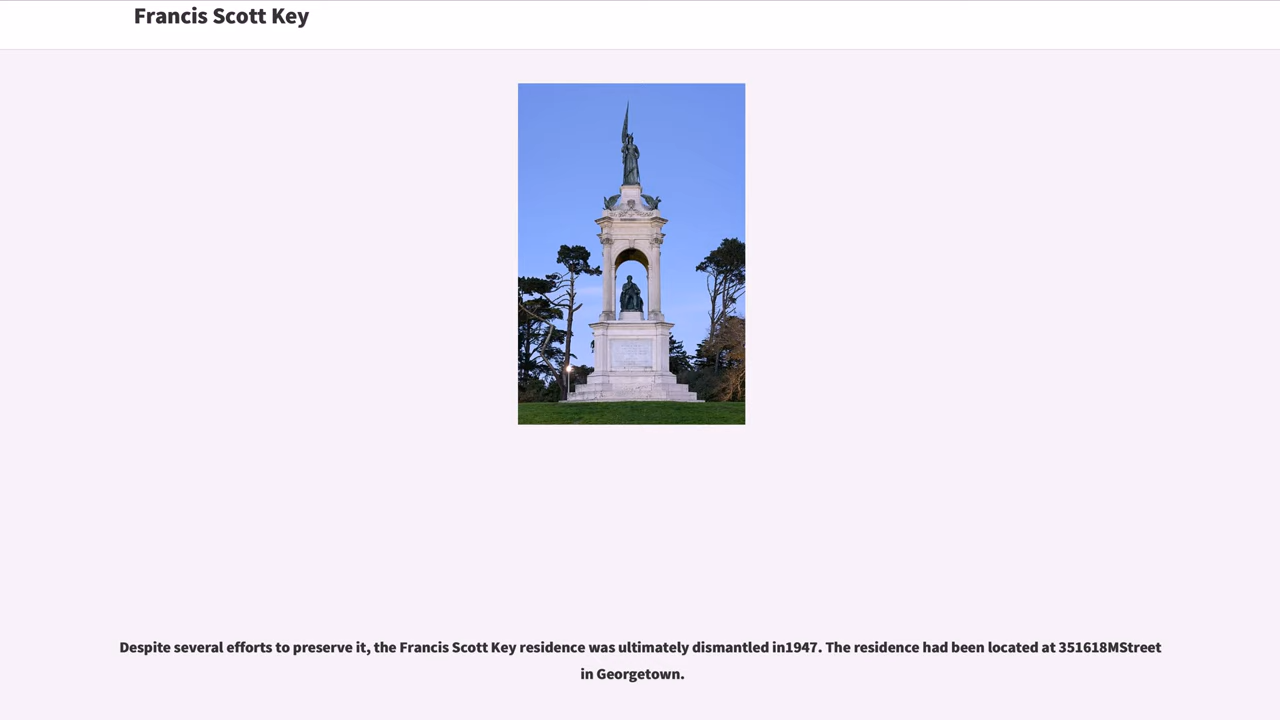 Francis Scott Key
Despite several efforts to preserve it, the Francis Scott Key residence was ultimately dismantled in1947. The residence had been located at 351618MStreet
in Georgetown.